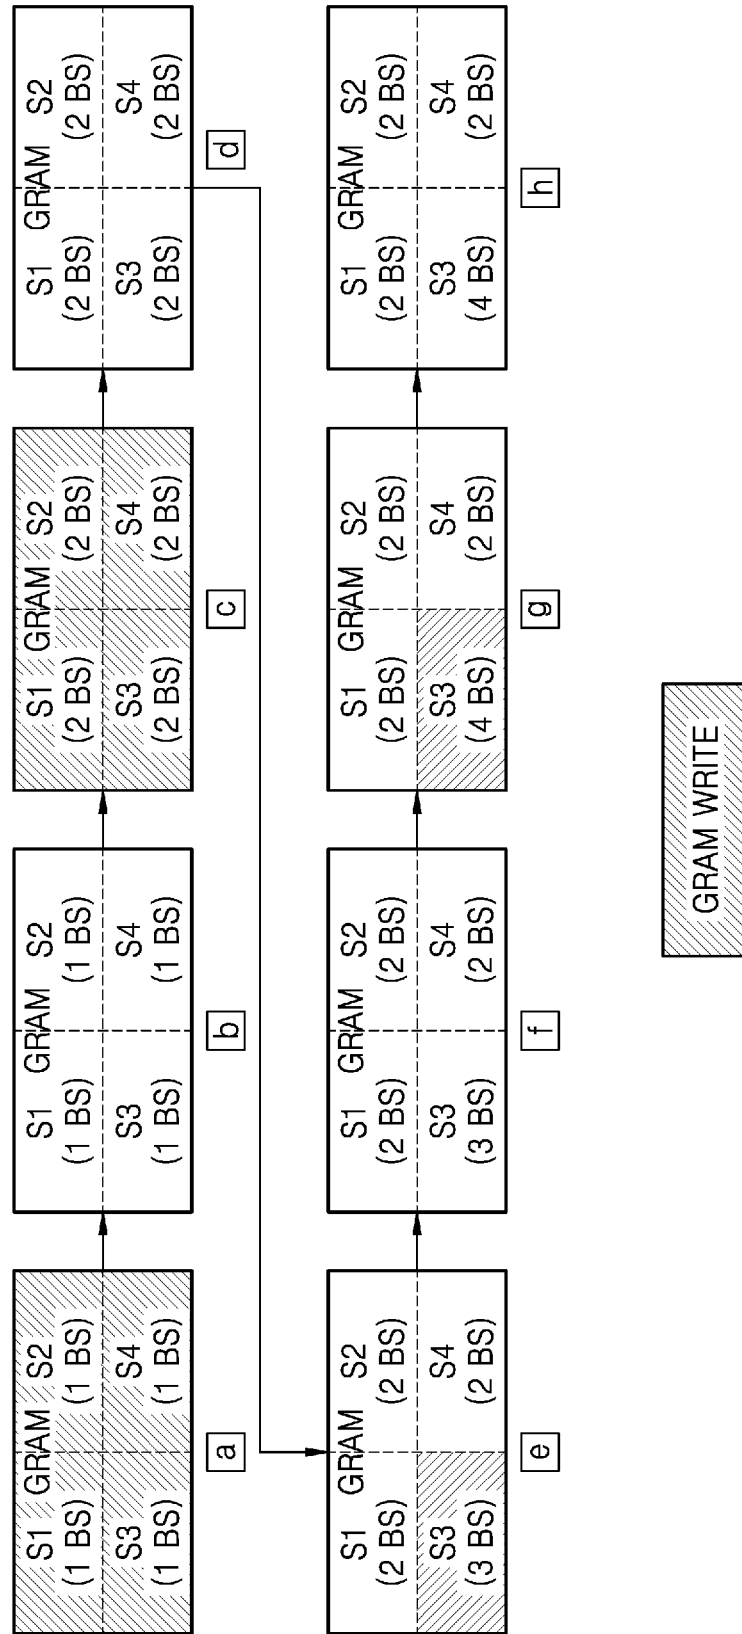 GRAM
S1 S2
(1 BS) (1 BS)
S3 S4
(1 BS) (1 BS)
a
GRAM
S1 S2
(1 BS) (1 BS)
S3 S4
(1 BS) (1 BS)
b
GRAM
S1 S2
(2 BS) (2 BS)
S3 S4
(2 BS) (2 BS)
c
GRAM
S1 S2
(2 BS) (2 BS)
S3 S4
(2 BS) (2 BS)
d
GRAM
S1 S2
(2 BS) (2 BS)
S3 S4
(3 BS) (2 BS)
e
GRAM
S1 S2
(2 BS) (2 BS)
S3 S4
(3 BS) (2 BS)
f
GRAM
S1 S2
(2 BS) (2 BS)
S3 S4
(4 BS) (2 BS)
g
GRAM
S1 S2
(2 BS) (2 BS)
S3 S4
(4 BS) (2 BS)
h
GRAM WRITE